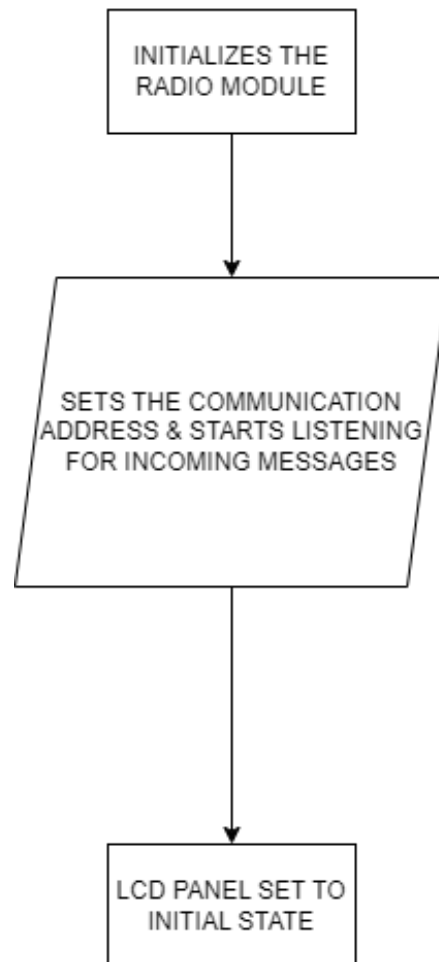 INITIALIZES THE
RADIO MODULE
SETS THE COMMUNICATION
ADDRESS & STARTS LISTENING
FOR INCOMING MESSAGES
LCD PANEL SET TO
INITIAL STATE